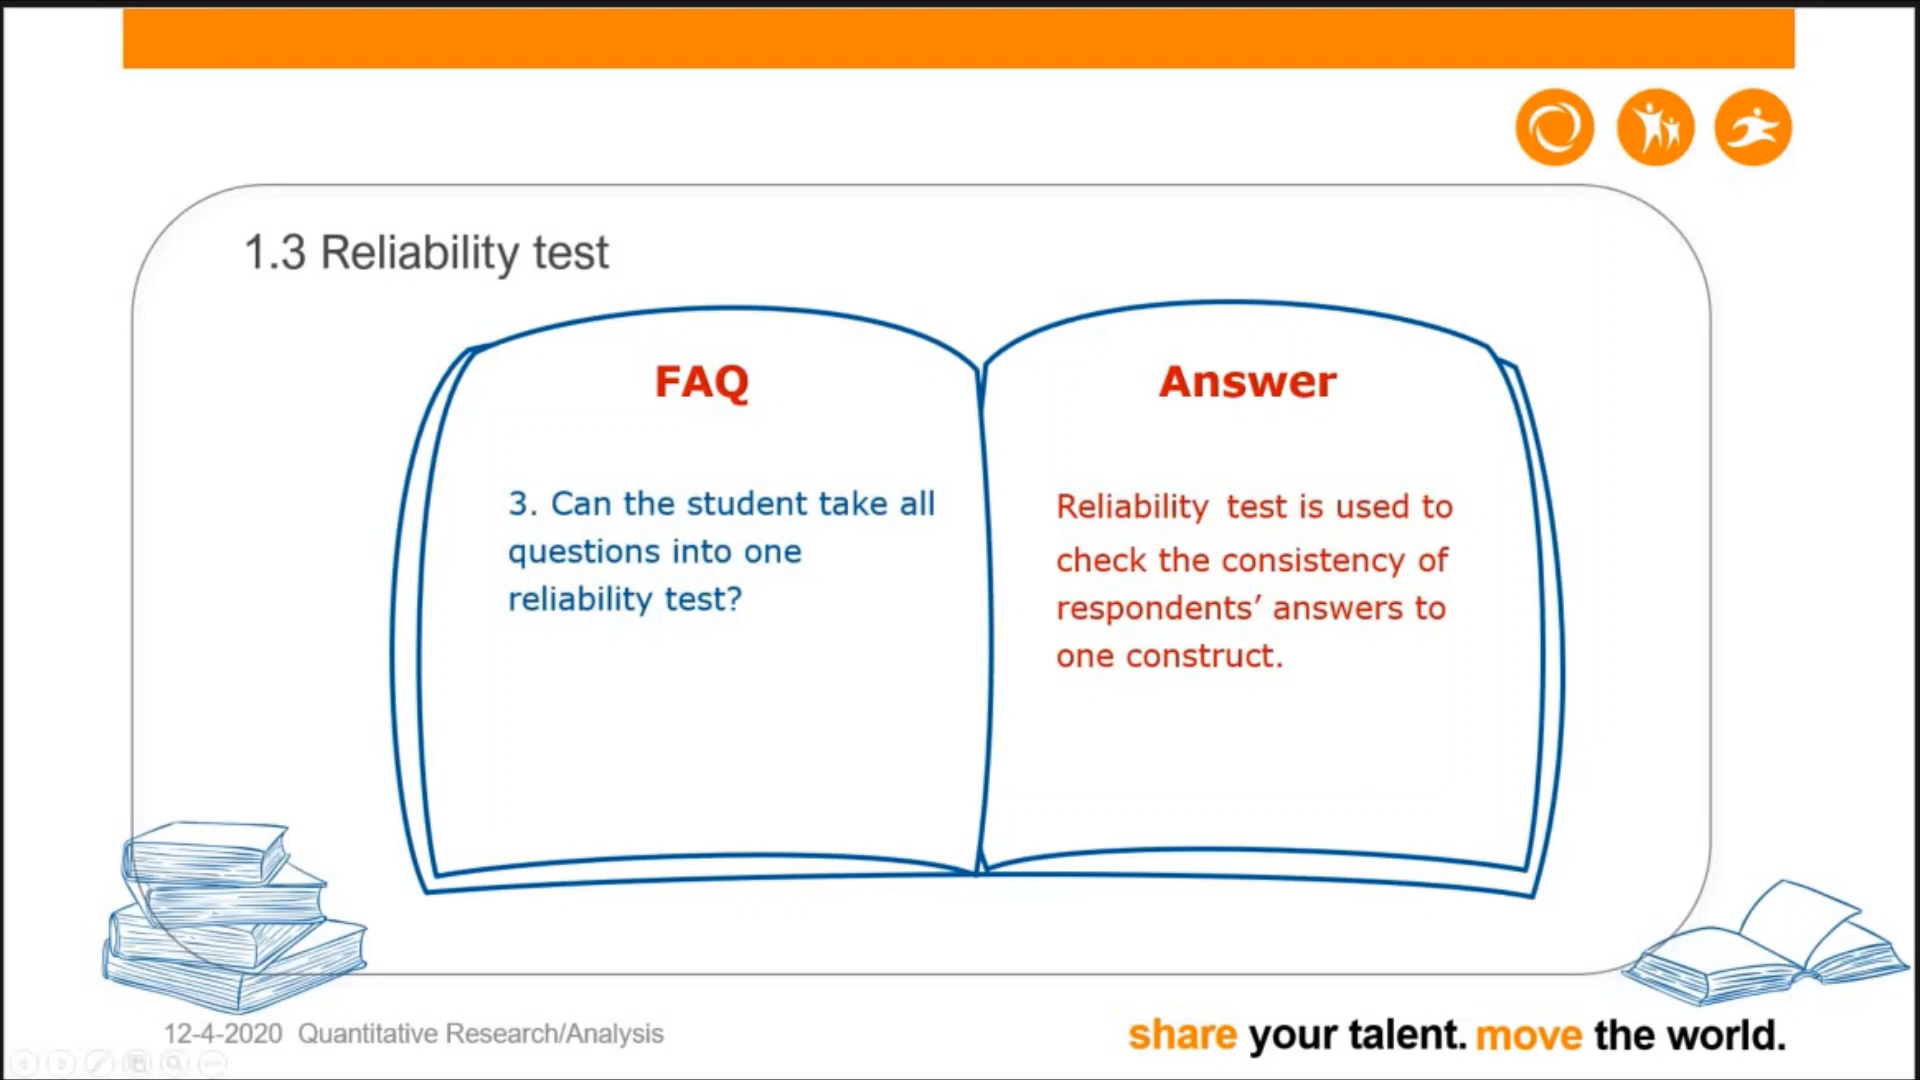 1.3 Reliability test
FAQ
3. Can the student take all
questions into one
reliability test?
Answer
Reliability test is used to
check the consistency of
respondents’ answers to
one construct.
12-4-2020 Quantitative Research/Analysis
share your talent. move the world.